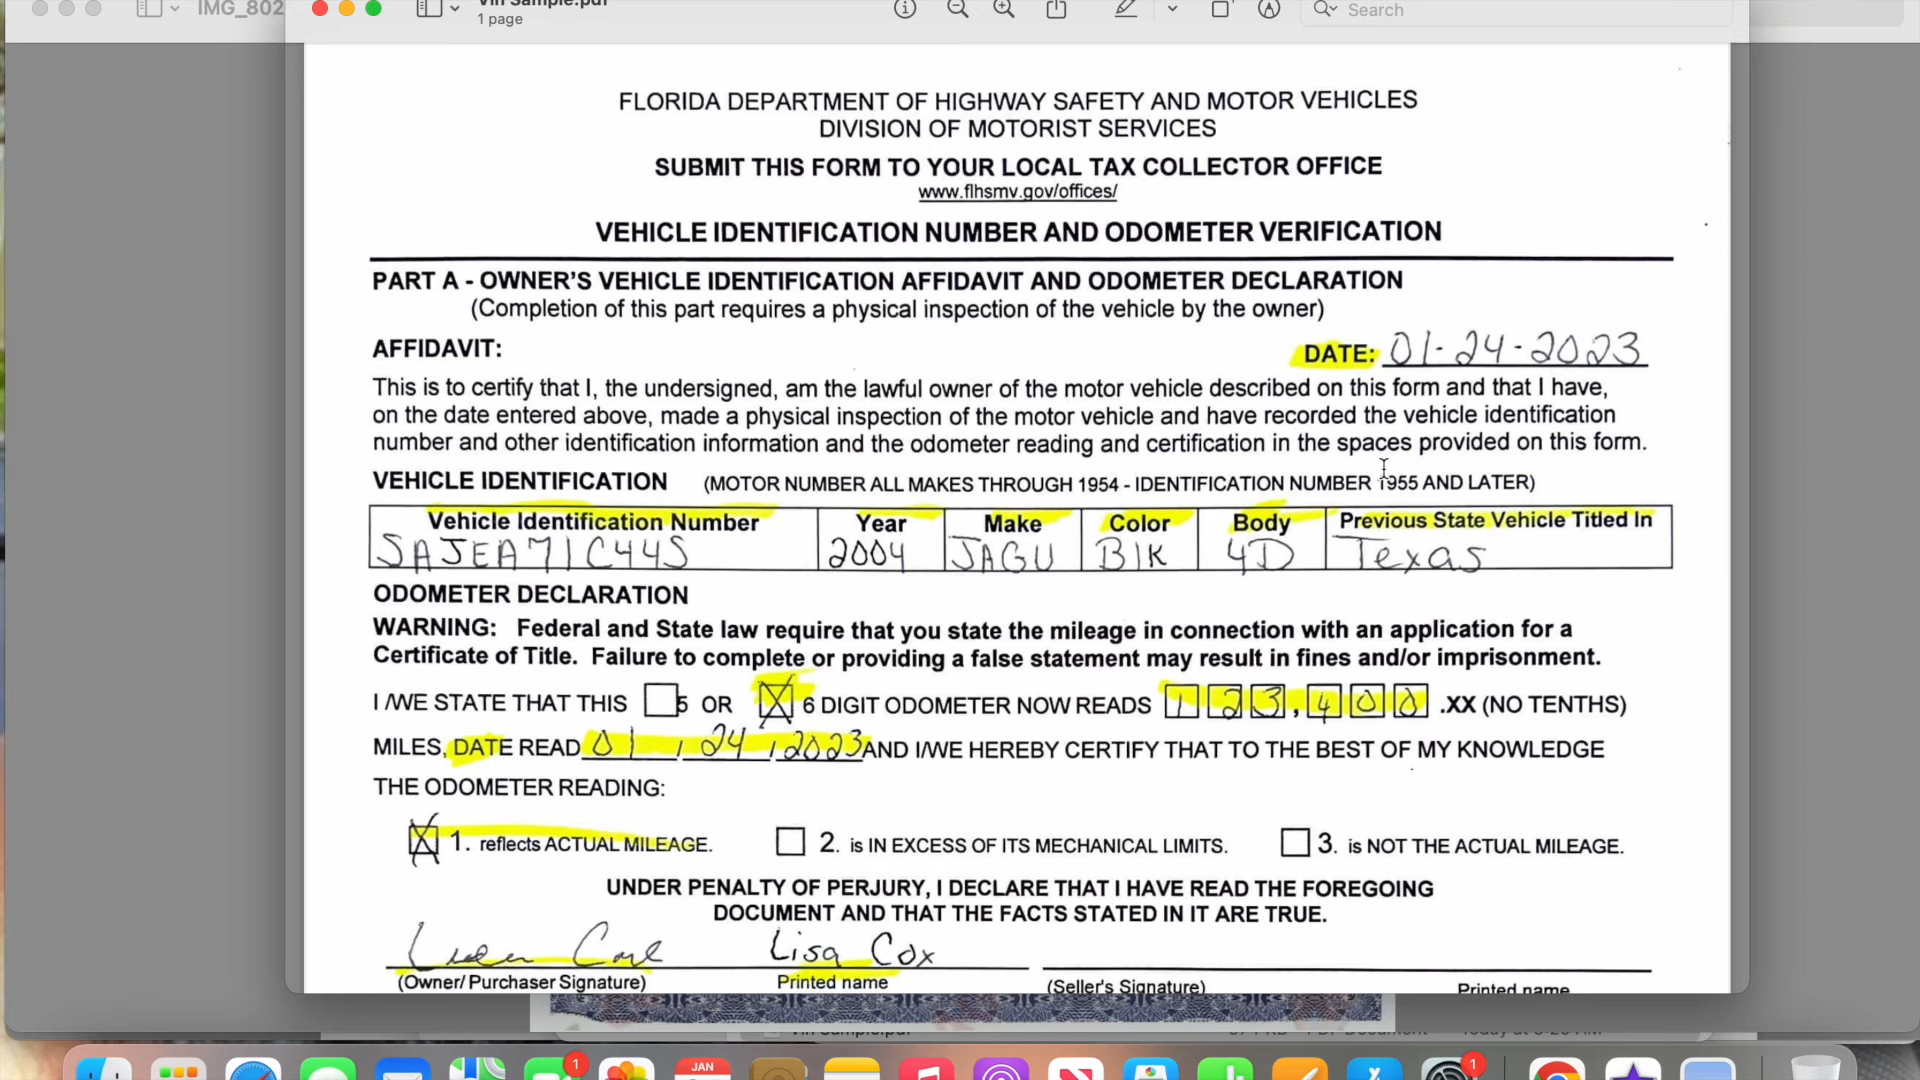 IMG_802
Vin Sample.pdf
1 page
Search
FLORIDA DEPARTMENT OF HIGHWAY SAFETY AND MOTOR VEHICLES
DIVISION OF MOTORIST SERVICES
SUBMIT THIS FORM TO YOUR LOCAL TAX COLLECTOR OFFICE
www.flhsmv.gov/offices/
VEHICLE IDENTIFICATION NUMBER AND ODOMETER VERIFICATION
PART A - OWNER'S VEHICLE IDENTIFICATION AFFIDAVIT AND ODOMETER DECLARATION
(Completion of this part requires a physical inspection of the vehicle by the owner)
AFFIDAVIT: DATE: 01-24-2023
This is to certify that I, the undersigned, am the lawful owner of the motor vehicle described on this form and that I have,
on the date entered above, made a physical inspection of the motor vehicle and have recorded the vehicle identification
number and other identification information and the odometer reading and certification in the spaces provided on this form.
VEHICLE IDENTIFICATION (MOTOR NUMBER ALL MAKES THROUGH 1954 - IDENTIFICATION NUMBER 1955 AND LATER)
Vehicle Identification Number Year Make Color Body Previous State Vehicle Titled In
SAJEA71C44S 2004 JAGU Blk 4D Texas
ODOMETER DECLARATION
WARNING: Federal and State law require that you state the mileage in connection with an application for a
Certificate of Title. Failure to complete or providing a false statement may result in fines and/or imprisonment.
I /WE STATE THAT THIS 5 OR X 6 DIGIT ODOMETER NOW READS 123,400 .XX (NO TENTHS)
MILES, DATE READ 01 , 24 , 2023 AND I/WE HEREBY CERTIFY THAT TO THE BEST OF MY KNOWLEDGE
THE ODOMETER READING:
X 1. reflects ACTUAL MILEAGE. 2. is IN EXCESS OF ITS MECHANICAL LIMITS. 3. is NOT THE ACTUAL MILEAGE.
UNDER PENALTY OF PERJURY, I DECLARE THAT I HAVE READ THE FOREGOING
DOCUMENT AND THAT THE FACTS STATED IN IT ARE TRUE.
Lisa Cox
(Owner/ Purchaser Signature) Printed name (Seller's Signature) Printed name
Vin Sample.pdf
1
JAN
1